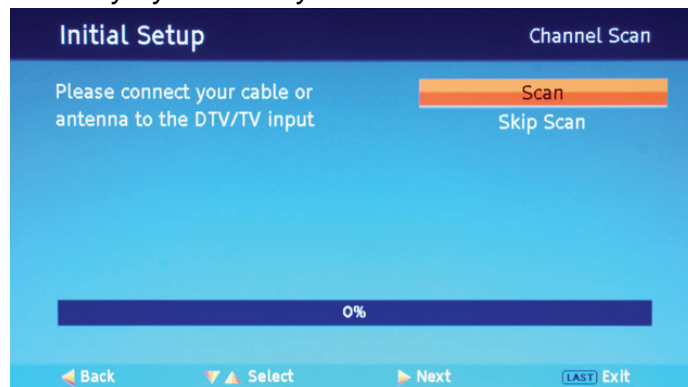 Initial Setup Channel Scan
Please connect your cable or
antenna to the DTV/TV input
Scan
Skip Scan
0%
Back Select Next LAST Exit